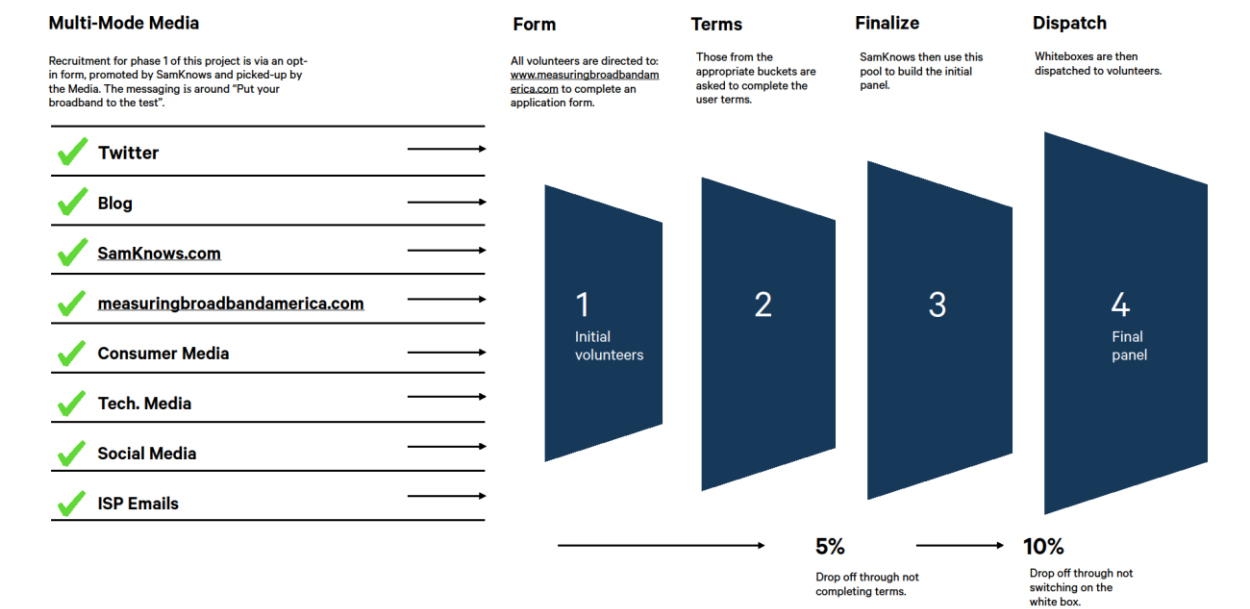 Multi-Mode Media
Recruitment for phase 1 of this project is via an opt-
in form, promoted by SamKnows and picked-up by
the Media. The messaging is around “Put your
broadband to the test”.
Twitter
Blog
SamKnows.com
measuringbroadbandamerica.com
Consumer Media
Tech. Media
Social Media
ISP Emails
Form
All volunteers are directed to:
www.measuringbroadbandam
erica.com to complete an
application form.
1
Initial
volunteers
Terms
Those from the
appropriate buckets are
asked to complete the
user terms.
2
Finalize
SamKnows then use this
pool to build the initial
panel.
3
Dispatch
Whiteboxes are then
dispatched to volunteers.
4
Final
panel
5%
Drop off through not
completing terms.
10%
Drop off through not
switching on the
white box.